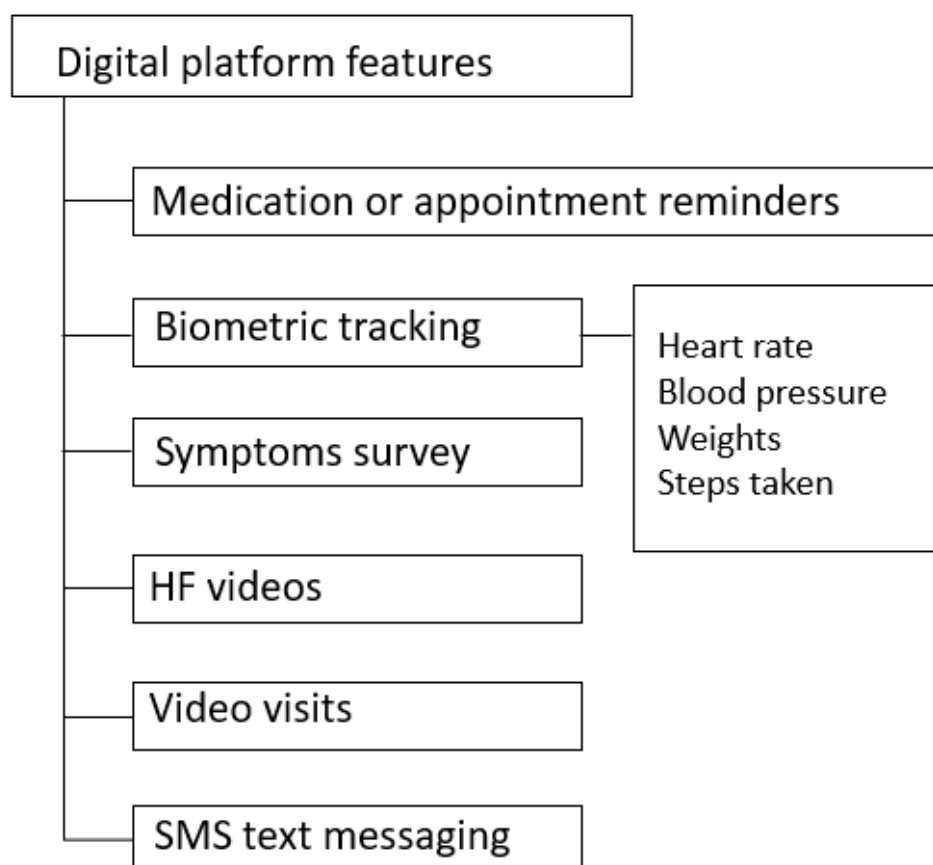 Digital platform features
Medication or appointment reminders
Biometric tracking
Heart rate
Blood pressure
Weights
Steps taken
Symptoms survey
HF videos
Video visits
SMS text messaging